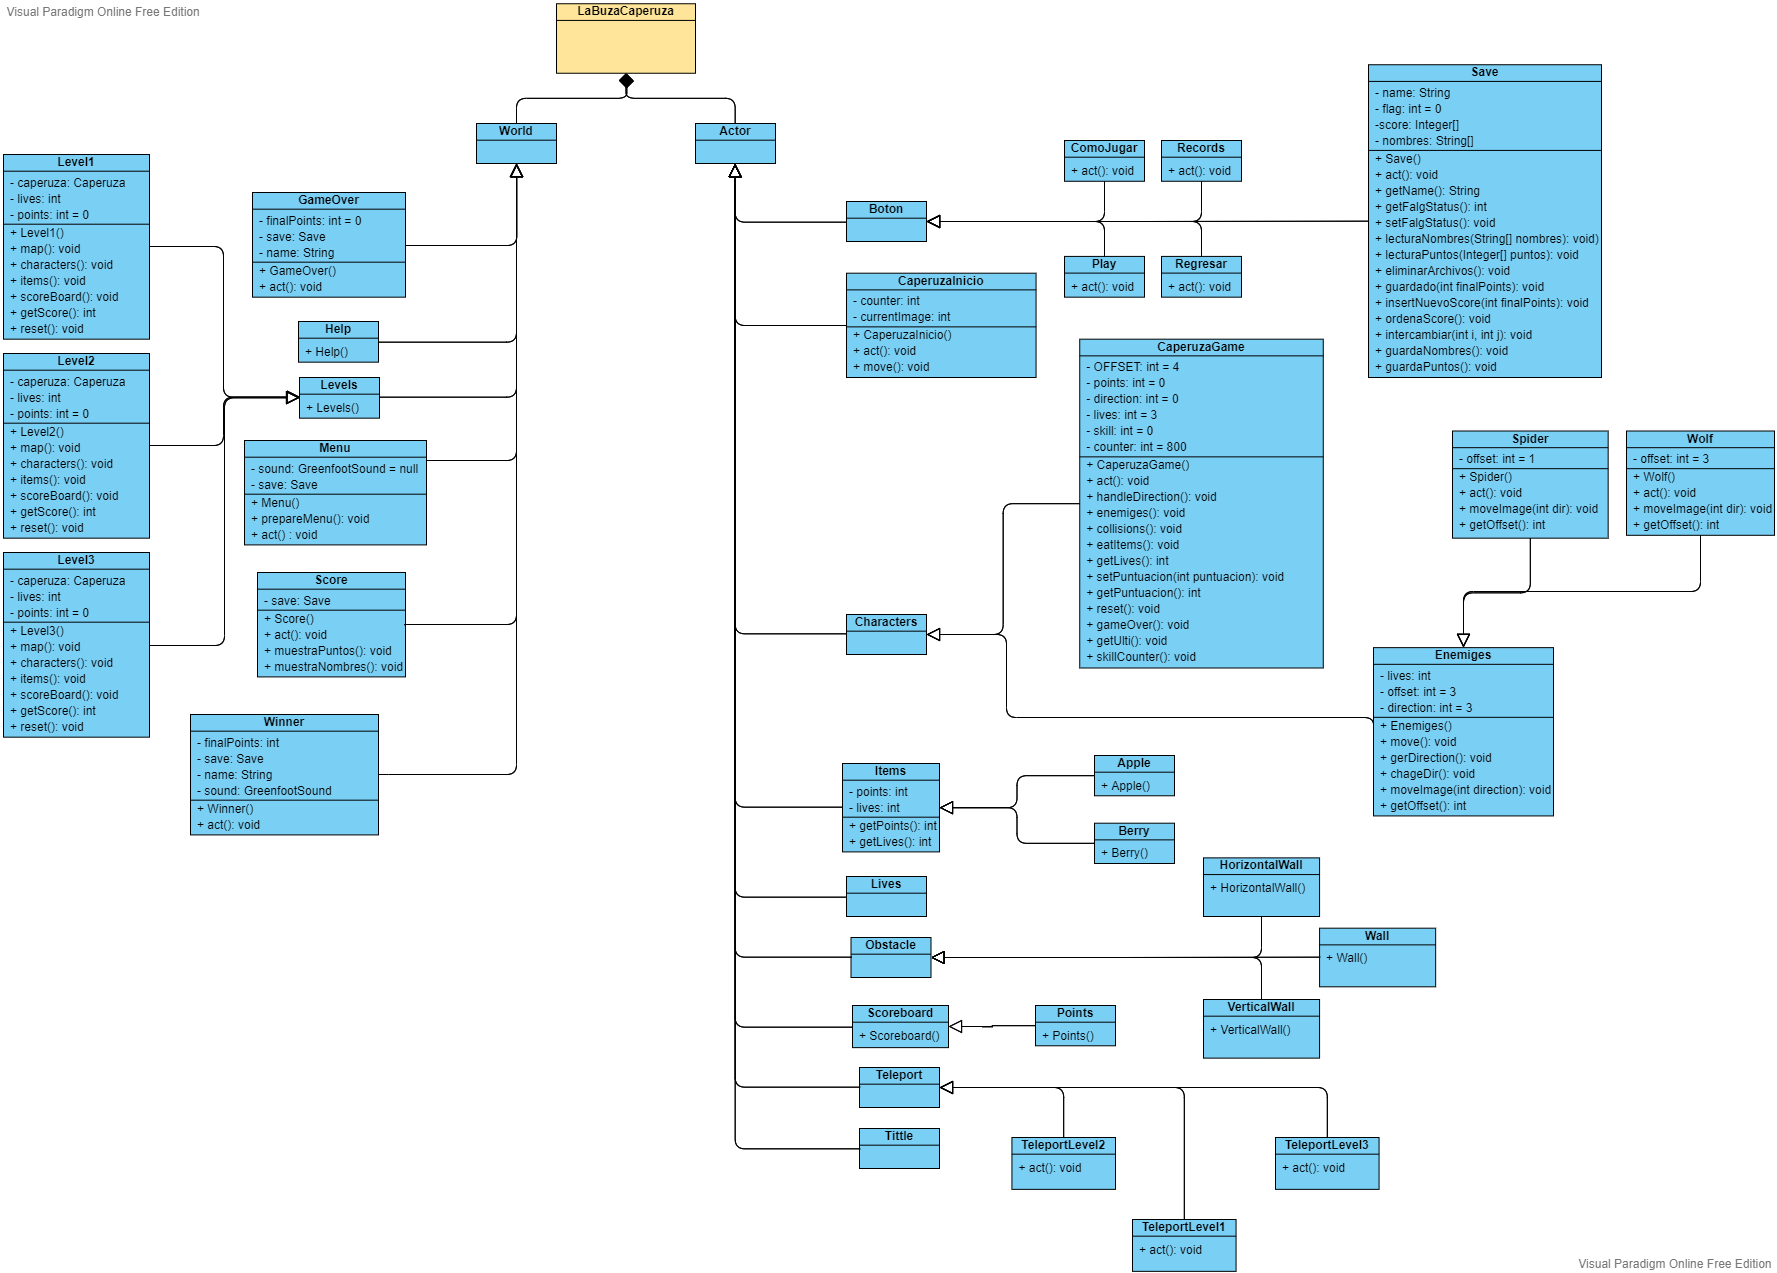 Visual Paradigm Online Free Edition
LaBuzaCaperuza
World
Actor
Level1
- caperuza: Caperuza
- lives: int
- points: int = 0
+ Level1()
+ map(): void
+ characters(): void
+ items(): void
+ scoreBoard(): void
+ getScore(): int
+ reset(): void
Level2
- caperuza: Caperuza
- lives: int
- points: int = 0
+ Level2()
+ map(): void
+ characters(): void
+ items(): void
+ scoreBoard(): void
+ getScore(): int
+ reset(): void
Level3
- caperuza: Caperuza
- lives: int
- points: int = 0
+ Level3()
+ map(): void
+ characters(): void
+ items(): void
+ scoreBoard(): void
+ getScore(): int
+ reset(): void
GameOver
- finalPoints: int = 0
- save: Save
- name: String
+ GameOver()
+ act(): void
Help
+ Help()
Levels
+ Levels()
Menu
- sound: GreenfootSound = null
- save: Save
+ Menu()
+ prepareMenu(): void
+ act() : void
Score
- save: Save
+ Score()
+ act(): void
+ muestraPuntos(): void
+ muestraNombres(): void
Winner
- finalPoints: int
- save: Save
- name: String
- sound: GreenfootSound
+ Winner()
+ act(): void
Boton
ComoJugar
+ act(): void
Records
+ act(): void
Play
+ act(): void
Regresar
+ act(): void
Save
- name: String
- flag: int = 0
-score: Integer[]
- nombres: String[]
+ Save()
+ act(): void
+ getName(): String
+ getFalgStatus(): int
+ setFalgStatus(): void
+ lecturaNombres(String[] nombres): void)
+ lecturaPuntos(Integer[] puntos): void
+ eliminarArchivos(): void
+ guardado(int finalPoints): void
+ insertNuevoScore(int finalPoints): void
+ ordenaScore(): void
+ intercambiar(int i, int j): void
+ guardaNombres(): void
+ guardaPuntos(): void
CaperuzaInicio
- counter: int
- currentImage: int
+ CaperuzaInicio()
+ act(): void
+ move(): void
CaperuzaGame
- OFFSET: int = 4
- points: int = 0
- direction: int = 0
- lives: int = 3
- skill: int = 0
- counter: int = 800
+ CaperuzaGame()
+ act(): void
+ handleDirection(): void
+ enemiges(): void
+ collisions(): void
+ eatItems(): void
+ getLives(): int
+ setPuntuacion(int puntuacion): void
+ getPuntuacion(): int
+ reset(): void
+ gameOver(): void
+ getUlti(): void
+ skillCounter(): void
Spider
- offset: int = 1
+ Spider()
+ act(): void
+ moveImage(int dir): void
+ getOffset(): int
Wolf
- offset: int = 3
+ Wolf()
+ act(): void
+ moveImage(int dir): void
+ getOffset(): int
Characters
Enemiges
- lives: int
- offset: int = 3
- direction: int = 3
+ Enemiges()
+ move(): void
+ gerDirection(): void
+ chageDir(): void
+ moveImage(int direction): void
+ getOffset(): int
Items
- points: int
- lives: int
+ getPoints(): int
+ getLives(): int
Apple
+ Apple()
Berry
+ Berry()
Lives
HorizontalWall
+ HorizontalWall()
Obstacle
Wall
+ Wall()
VerticalWall
+ VerticalWall()
Scoreboard
+ Scoreboard()
Points
+ Points()
Teleport
Tittle
TeleportLevel2
+ act(): void
TeleportLevel3
+ act(): void
TeleportLevel1
+ act(): void
Visual Paradigm Online Free Edition